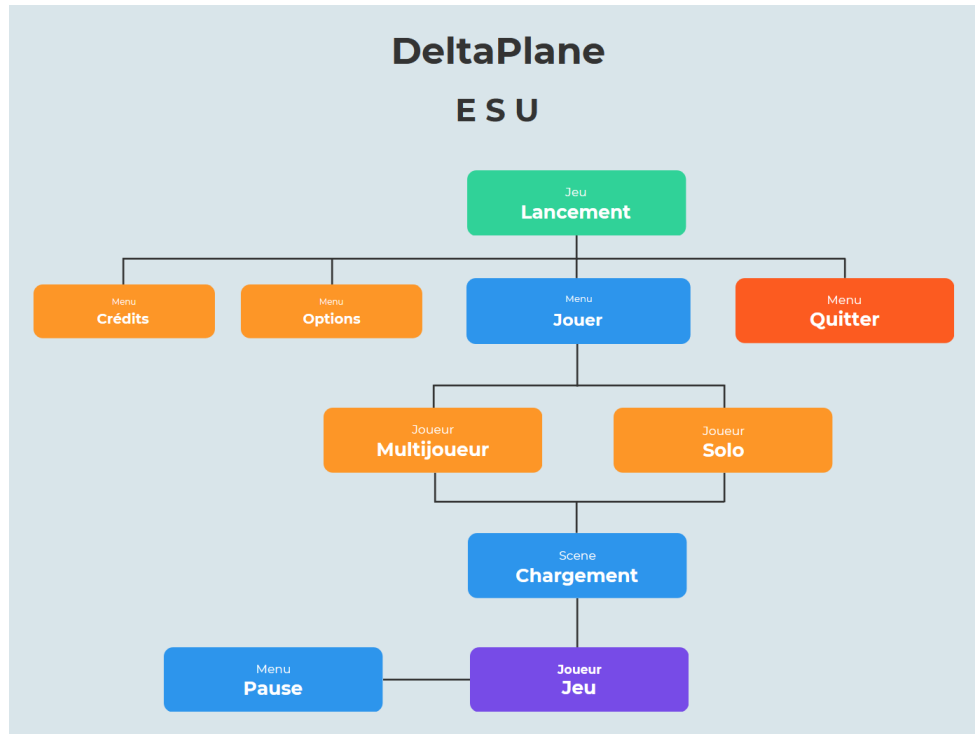 DeltaPlane
E S U
Jeu
Lancement
Menu
Crédits
Menu
Options
Menu
Jouer
Menu
Quitter
Joueur
Multijoueur
Joueur
Solo
Scene
Chargement
Menu
Pause
Joueur
Jeu